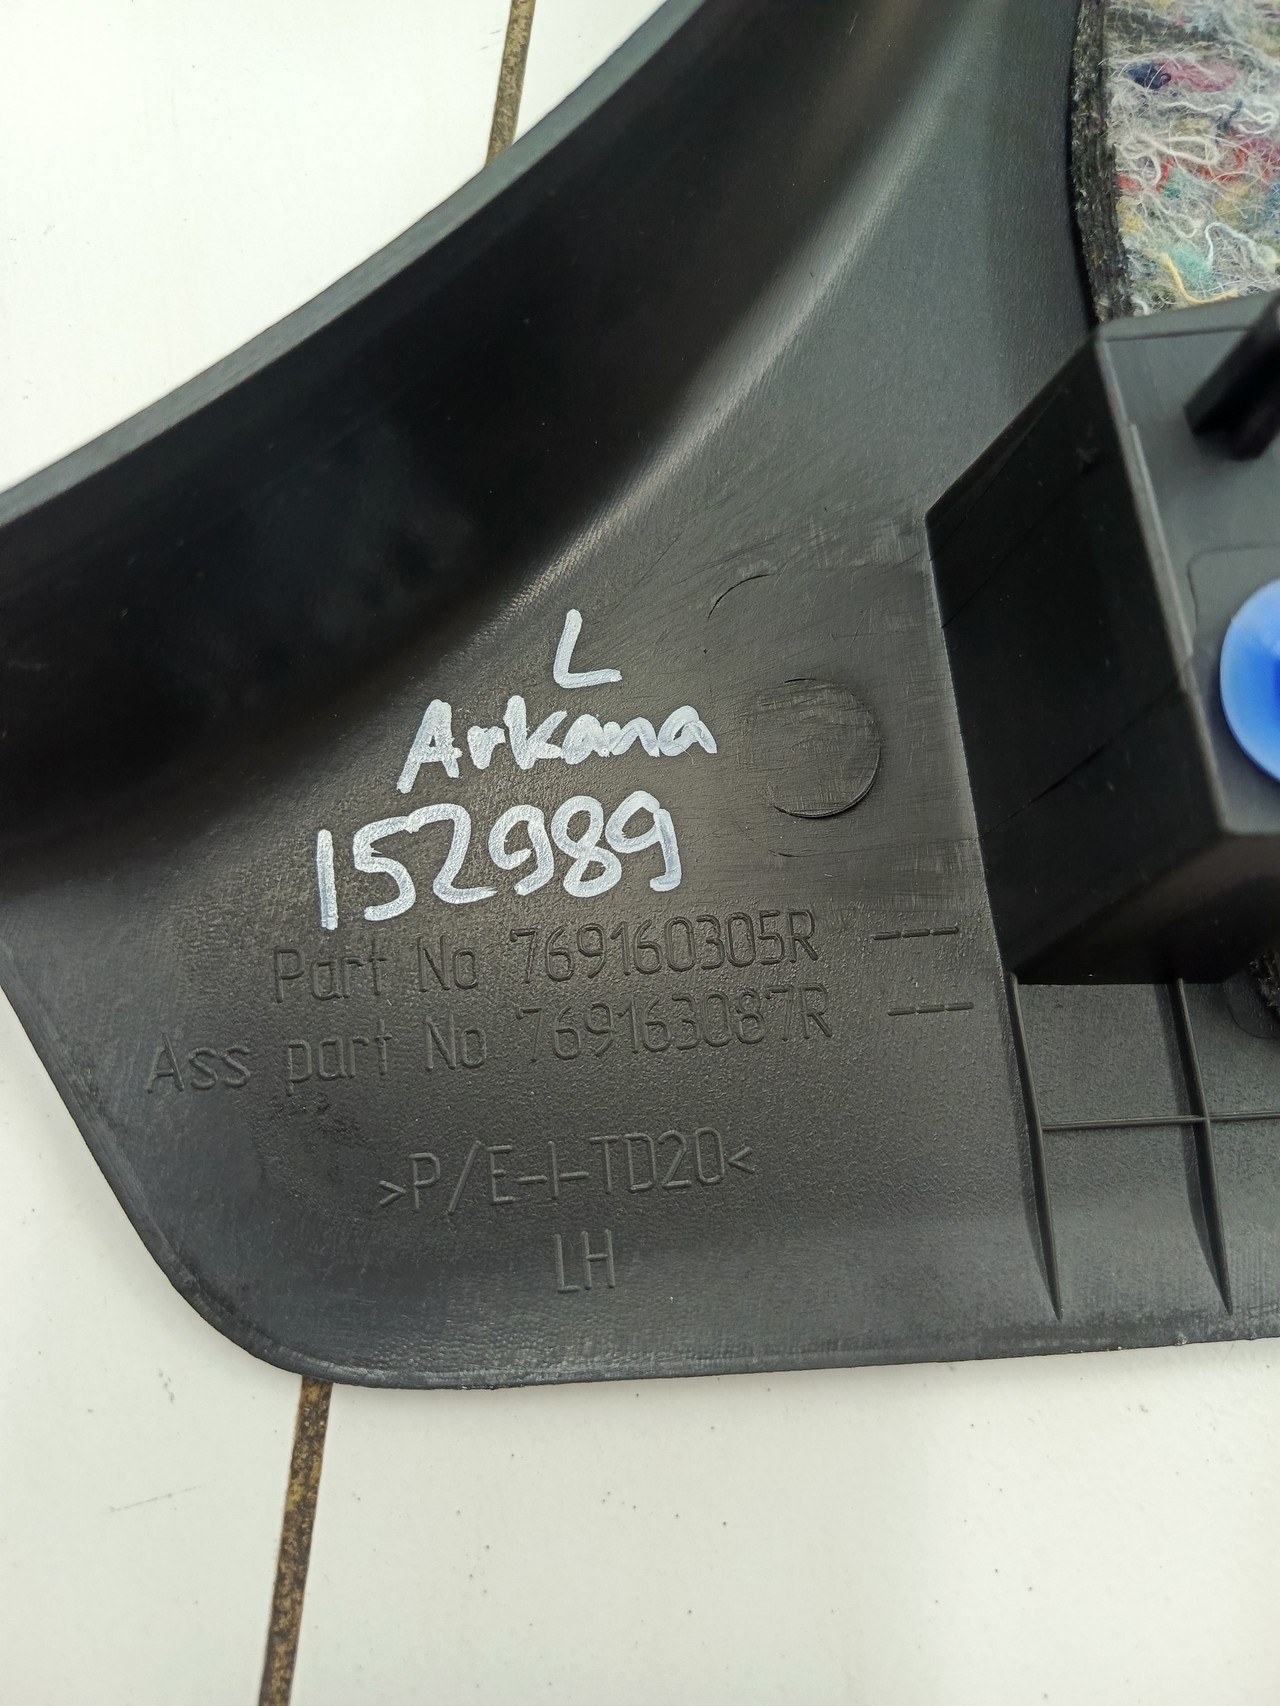 L
Arkana
152989
Part No 769160305R ---
Ass part No 769163087R ---
>P/E-I-TD20<
LH